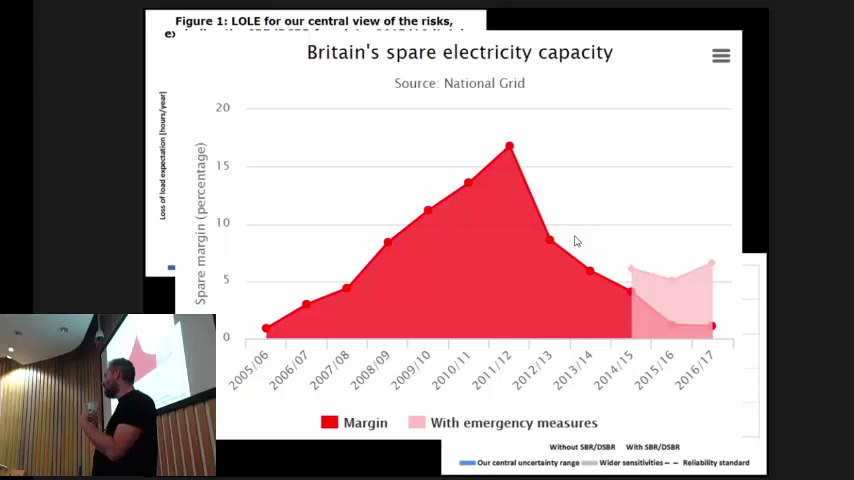 Figure 1: LOLE for our central view of the risks,
Britain's spare electricity capacity
Source: National Grid
Loss of load expectation [hours/year]
Spare margin (percentage)
20
15
10
5
0
2005/06
2006/07
2007/08
2008/09
2009/10
2010/11
2011/12
2012/13
2013/14
2014/15
2015/16
2016/17
Margin
With emergency measures
Without SBR/DSBR With SBR/DSBR
Our central uncertainty range Wider sensitivities Reliability standard